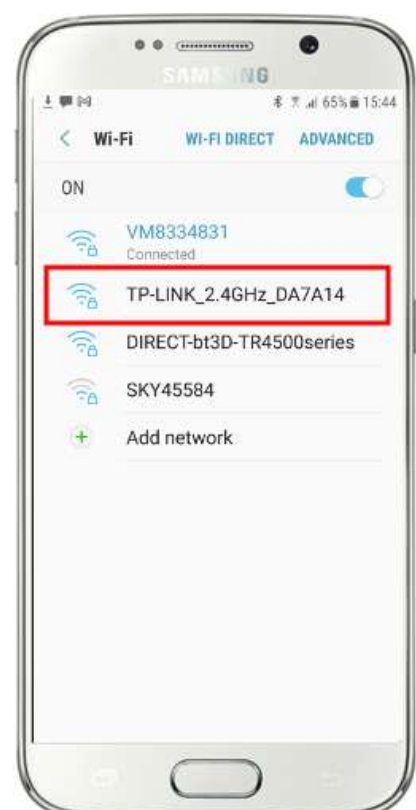 SAMSUNG
65% 15:44
Wi-Fi WI-FI DIRECT ADVANCED
ON
VM8334831
Connected
TP-LINK_2.4GHz_DA7A14
DIRECT-bt3D-TR4500series
SKY45584
Add network